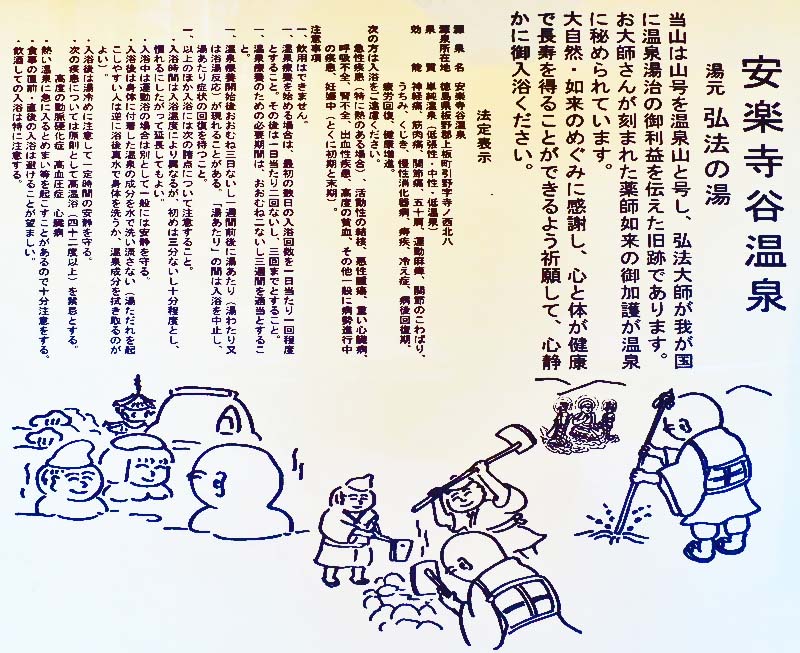 安楽寺谷温泉
湯元 弘法の湯
当山は山号を温泉山と号し、弘法大師が我が国
に温泉湯治の御利益を伝えた旧跡であります。
お大師さんが刻まれた薬師如来の御加護が温泉
に秘められています。
大自然・如来のめぐみに感謝し、心と体が健康
で長寿を得ることができるよう祈願して、心静
かに御入浴ください。
法定表示
源泉名 安楽寺谷温泉
源泉所在地 徳島県板野郡上板町引野字寺ノ西北八
泉質 単純温泉（低張性・中性、低温泉）
効能 神経痛、筋肉痛、関節痛、五十肩、運動麻痺、関節のこわばり、
うちみ、くじき、慢性消化器病、痔疾、冷え症、病後回復期、
疲労回復、健康増進。
次の方は入浴をご遠慮ください。
急性疾患（特に熱のある場合）、活動性の結核、悪性腫瘍、重い心臓病、
呼吸不全、腎不全、出血性疾患、高度の貧血、その他一般に病勢進行中
の疾患、妊娠中（とくに初期と末期）。
注意事項
一、飲用はできません。
一、温泉療養を始める場合は、最初の数日の入浴回数を一日当たり一回程度
とすること。その後は一日当たり二回ないし、三回までとすること。
一、温泉療養のための必要期間は、おおむね二ないし三週間を適当とするこ
と。
一、温泉療養開始後おおむね三日ないし一週間前後に湯あたり（湯わたり又
は浴湯反応）が現れることがある。「湯あたり」の間は入浴を中止し、
湯あたり症状の回復を待つこと。
一、以上のほか入浴には次の諸点について注意すること。
・入浴時間は入浴温度により異なるが、初めは三分ないし十分程度とし、
慣れるにしたがって延長してもよい。
・入浴中は運動浴の場合は別として一般には安静を守る。
・入浴後は身体に付着した温泉の成分を水で洗い流さない（湯ただれを起
こしやすい人は逆に浴後真水で身体を洗うか、温泉成分を拭き取るのが
よい）。
・入浴後は湯冷めに注意して一定時間の安静を守る。
・次の疾患については原則として高温浴（四十二度以上）を禁忌とする。
高度の動脈硬化症 高血圧症 心臓病
・熱い温泉に急に入るとめまい等を起こすことがあるので十分注意をする。
・食事の直前・直後の入浴は避けることが望ましい。
・飲酒しての入浴は特に注意する。